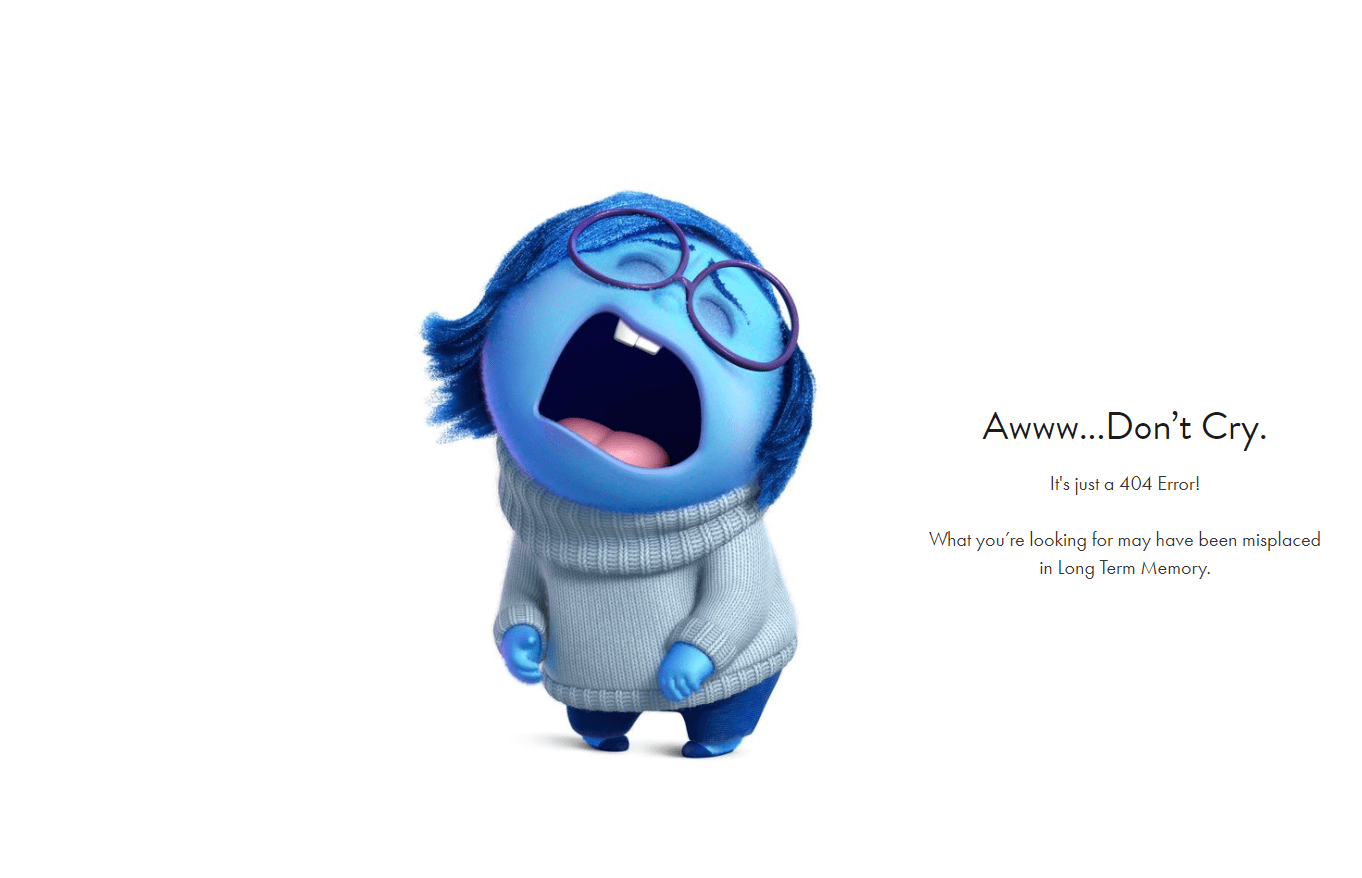 Awww...Don’t Cry.
It's just a 404 Error!
What you’re looking for may have been misplaced
in Long Term Memory.